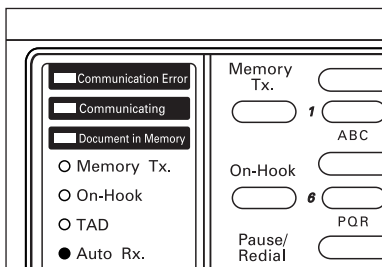 Communication Error
Communicating
Document in Memory
Memory Tx.
On-Hook
TAD
Auto Rx.
Memory
Tx.
1
ABC
On-Hook
6
PQR
Pause/
Redial